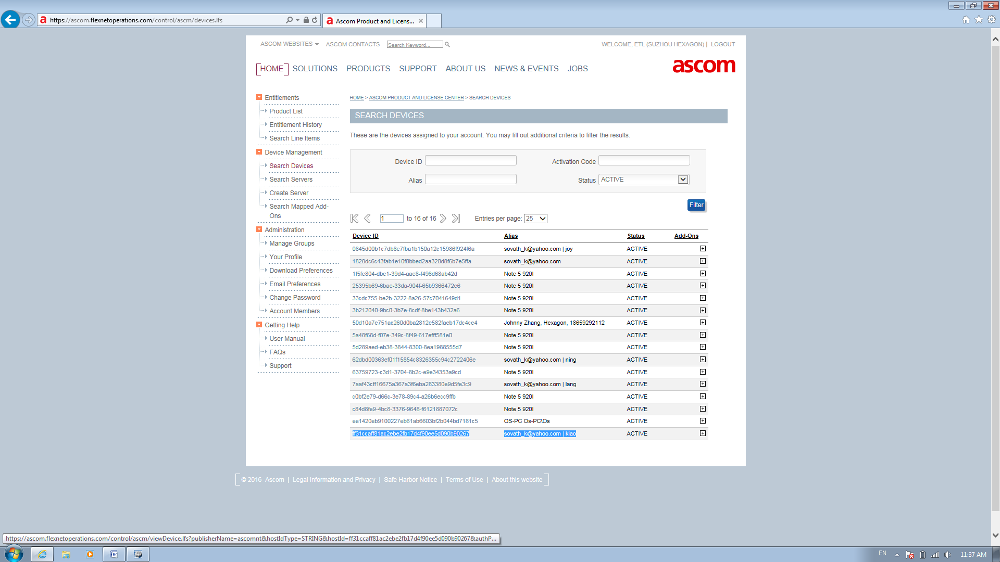 https://ascom.flexnetoperations.com/control/ascm/devices.lfs
Ascom Product and Licens...
ASCOM WEBSITES
ASCOM CONTACTS
Search Keyword...
WELCOME, ETL (SUZHOU HEXAGON) | LOGOUT
HOME SOLUTIONS PRODUCTS SUPPORT ABOUT US NEWS & EVENTS JOBS
ascom
Entitlements
Product List
Entitlement History
Search Line Items
Device Management
Search Devices
Search Servers
Create Server
Search Mapped Add-
Ons
Administration
Manage Groups
Your Profile
Download Preferences
Email Preferences
Change Password
Account Members
Getting Help
User Manual
FAQs
Support
HOME > ASCOM PRODUCT AND LICENSE CENTER > SEARCH DEVICES
SEARCH DEVICES
These are the devices assigned to your account. You may fill out additional criteria to filter the results.
Device ID
Activation Code
Alias
Status ACTIVE
Filter
1 to 16 of 16 Entries per page: 25
Device ID Alias Status Add-Ons
0845d00b1c7db8e7fba1b150a12c15986f924f6a sovath_k@yahoo.com | joy ACTIVE
1828dc6c43fab1e10f0bbed2aa320d8f6b7e5ffa sovath_k@yahoo.com ACTIVE
1f5fe804-dbe1-39d4-aae8-f496d68ab42d Note 5 920I ACTIVE
25395b69-6bae-33da-904f-65b9366472e6 Note 5 920I ACTIVE
33cdc755-be2b-3222-8a26-57c7041649d1 Note 5 920I ACTIVE
3b212040-9bc0-3b7e-8cdf-8be143b432a6 Note 5 920I ACTIVE
50d10a7e751ac260d0ba2812e582faeb17dc4ce4 Johnny Zhang, Hexagon, 18659292112 ACTIVE
5a48f68d-f07e-349c-8f49-617efff581e0 Note 5 920I ACTIVE
5d289aed-eb38-3844-8300-8ea1988555d7 Note 5 920I ACTIVE
62dbd00363ef01f15854c8326355c94c2722406e sovath_k@yahoo.com | ning ACTIVE
63759723-c3d1-3704-8b2c-e9e34353a9cd Note 5 920I ACTIVE
7aaf43cff16675a367a3f6eba283380e9d5fe3c9 sovath_k@yahoo.com | lang ACTIVE
c0bf2e79-d66c-3e78-89c4-a26b6ecc9ffb Note 5 920I ACTIVE
c84d8fe9-4bc8-3376-9648-f6121887072c Note 5 920I ACTIVE
ee1420eb9100227eb61ab6603bf2b044bd7181c5 OS-PC Os-PC\Os ACTIVE
ff31ccaff81ac2ebe2fb17d4f90ee5d090b90267 sovath_k@yahoo.com | kiao ACTIVE
© 2016 Ascom | Legal Information and Privacy | Safe Harbor Notice | Terms of Use | About this website
https://ascom.flexnetoperations.com/control/ascm/viewDevice.lfs?publisherName=ascomnt&hostIdType=STRING&hostId=ff31ccaff81ac2ebe2fb17d4f90ee5d090b90267&authP...
EN
11:37 AM